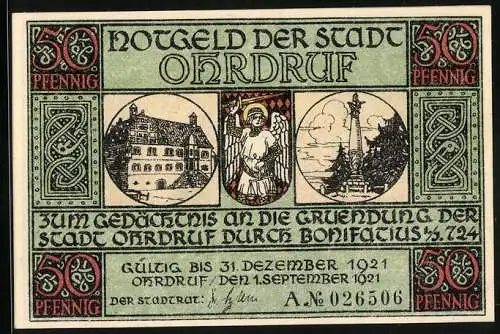 50 PFENNIG
NOTGELD DER STADT
OHRDRUF
50 PFENNIG
ZUM GEDÄCHTNIS AN DIE GRUENDUNG DER
STADT OHRDRUF DURCH BONIFATIUS i/J. 724
50 PFENNIG
GÜLTIG BIS 31. DEZEMBER 1921
OHRDRUF, DEN 1. SEPTEMBER 1921
DER STADTRAT:
A. № 026506
50 PFENNIG